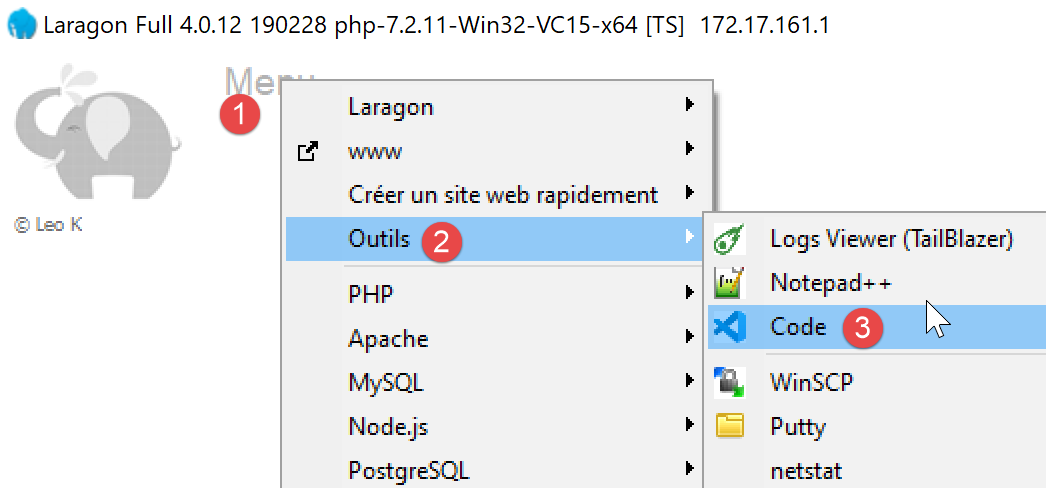 Laragon Full 4.0.12 190228 php-7.2.11-Win32-VC15-x64 [TS] 172.17.161.1
Menu
1
© Leo K
Laragon
www
Créer un site web rapidement
Outils 2
PHP
Apache
MySQL
Node.js
PostgreSQL
Logs Viewer (TailBlazer)
Notepad++
Code 3
WinSCP
Putty
netstat